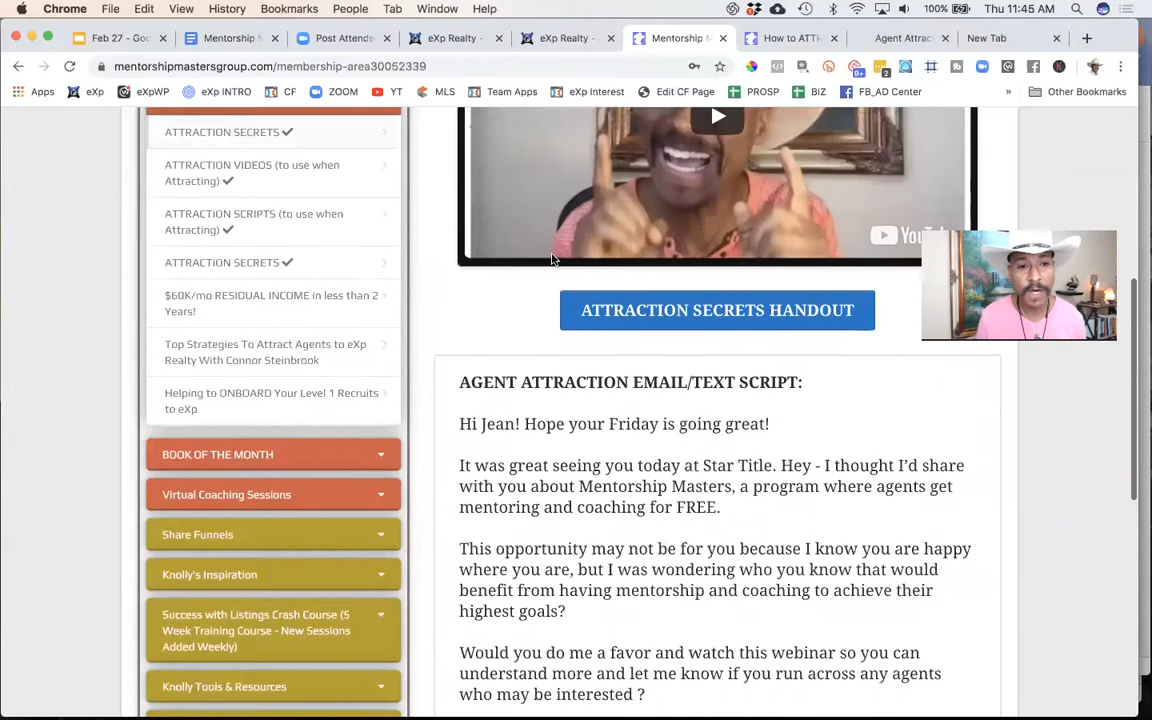 Chrome File Edit View History Bookmarks People Tab Window Help 100% Thu 11:45 AM
Feb 27 - Goo
Mentorship M
Post Attende
eXp Realty -
eXp Realty -
Mentorship M
How to ATTR
Agent Attrac
New Tab
mentorshipmastersgroup.com/membership-area30052339
9+
2
Apps eXp eXpWP eXp INTRO CF ZOOM YT MLS Team Apps eXp Interest Edit CF Page PROSP BIZ FB_AD Center » Other Bookmarks
ATTRACTION SECRETS
ATTRACTION VIDEOS (to use when
Attracting)
ATTRACTION SCRIPTS (to use when
Attracting)
ATTRACTION SECRETS
$60K/mo RESIDUAL INCOME in less than 2
Years!
Top Strategies To Attract Agents to eXp
Realty With Connor Steinbrook
Helping to ONBOARD Your Level 1 Recruits
to eXp
BOOK OF THE MONTH
Virtual Coaching Sessions
Share Funnels
Knolly's Inspiration
Success with Listings Crash Course (5
Week Training Course - New Sessions
Added Weekly)
Knolly Tools & Resources
YouT
ATTRACTION SECRETS HANDOUT
AGENT ATTRACTION EMAIL/TEXT SCRIPT:
Hi Jean! Hope your Friday is going great!
It was great seeing you today at Star Title. Hey - I thought I'd share
with you about Mentorship Masters, a program where agents get
mentoring and coaching for FREE.
This opportunity may not be for you because I know you are happy
where you are, but I was wondering who you know that would
benefit from having mentorship and coaching to achieve their
highest goals?
Would you do me a favor and watch this webinar so you can
understand more and let me know if you run across any agents
who may be interested ?